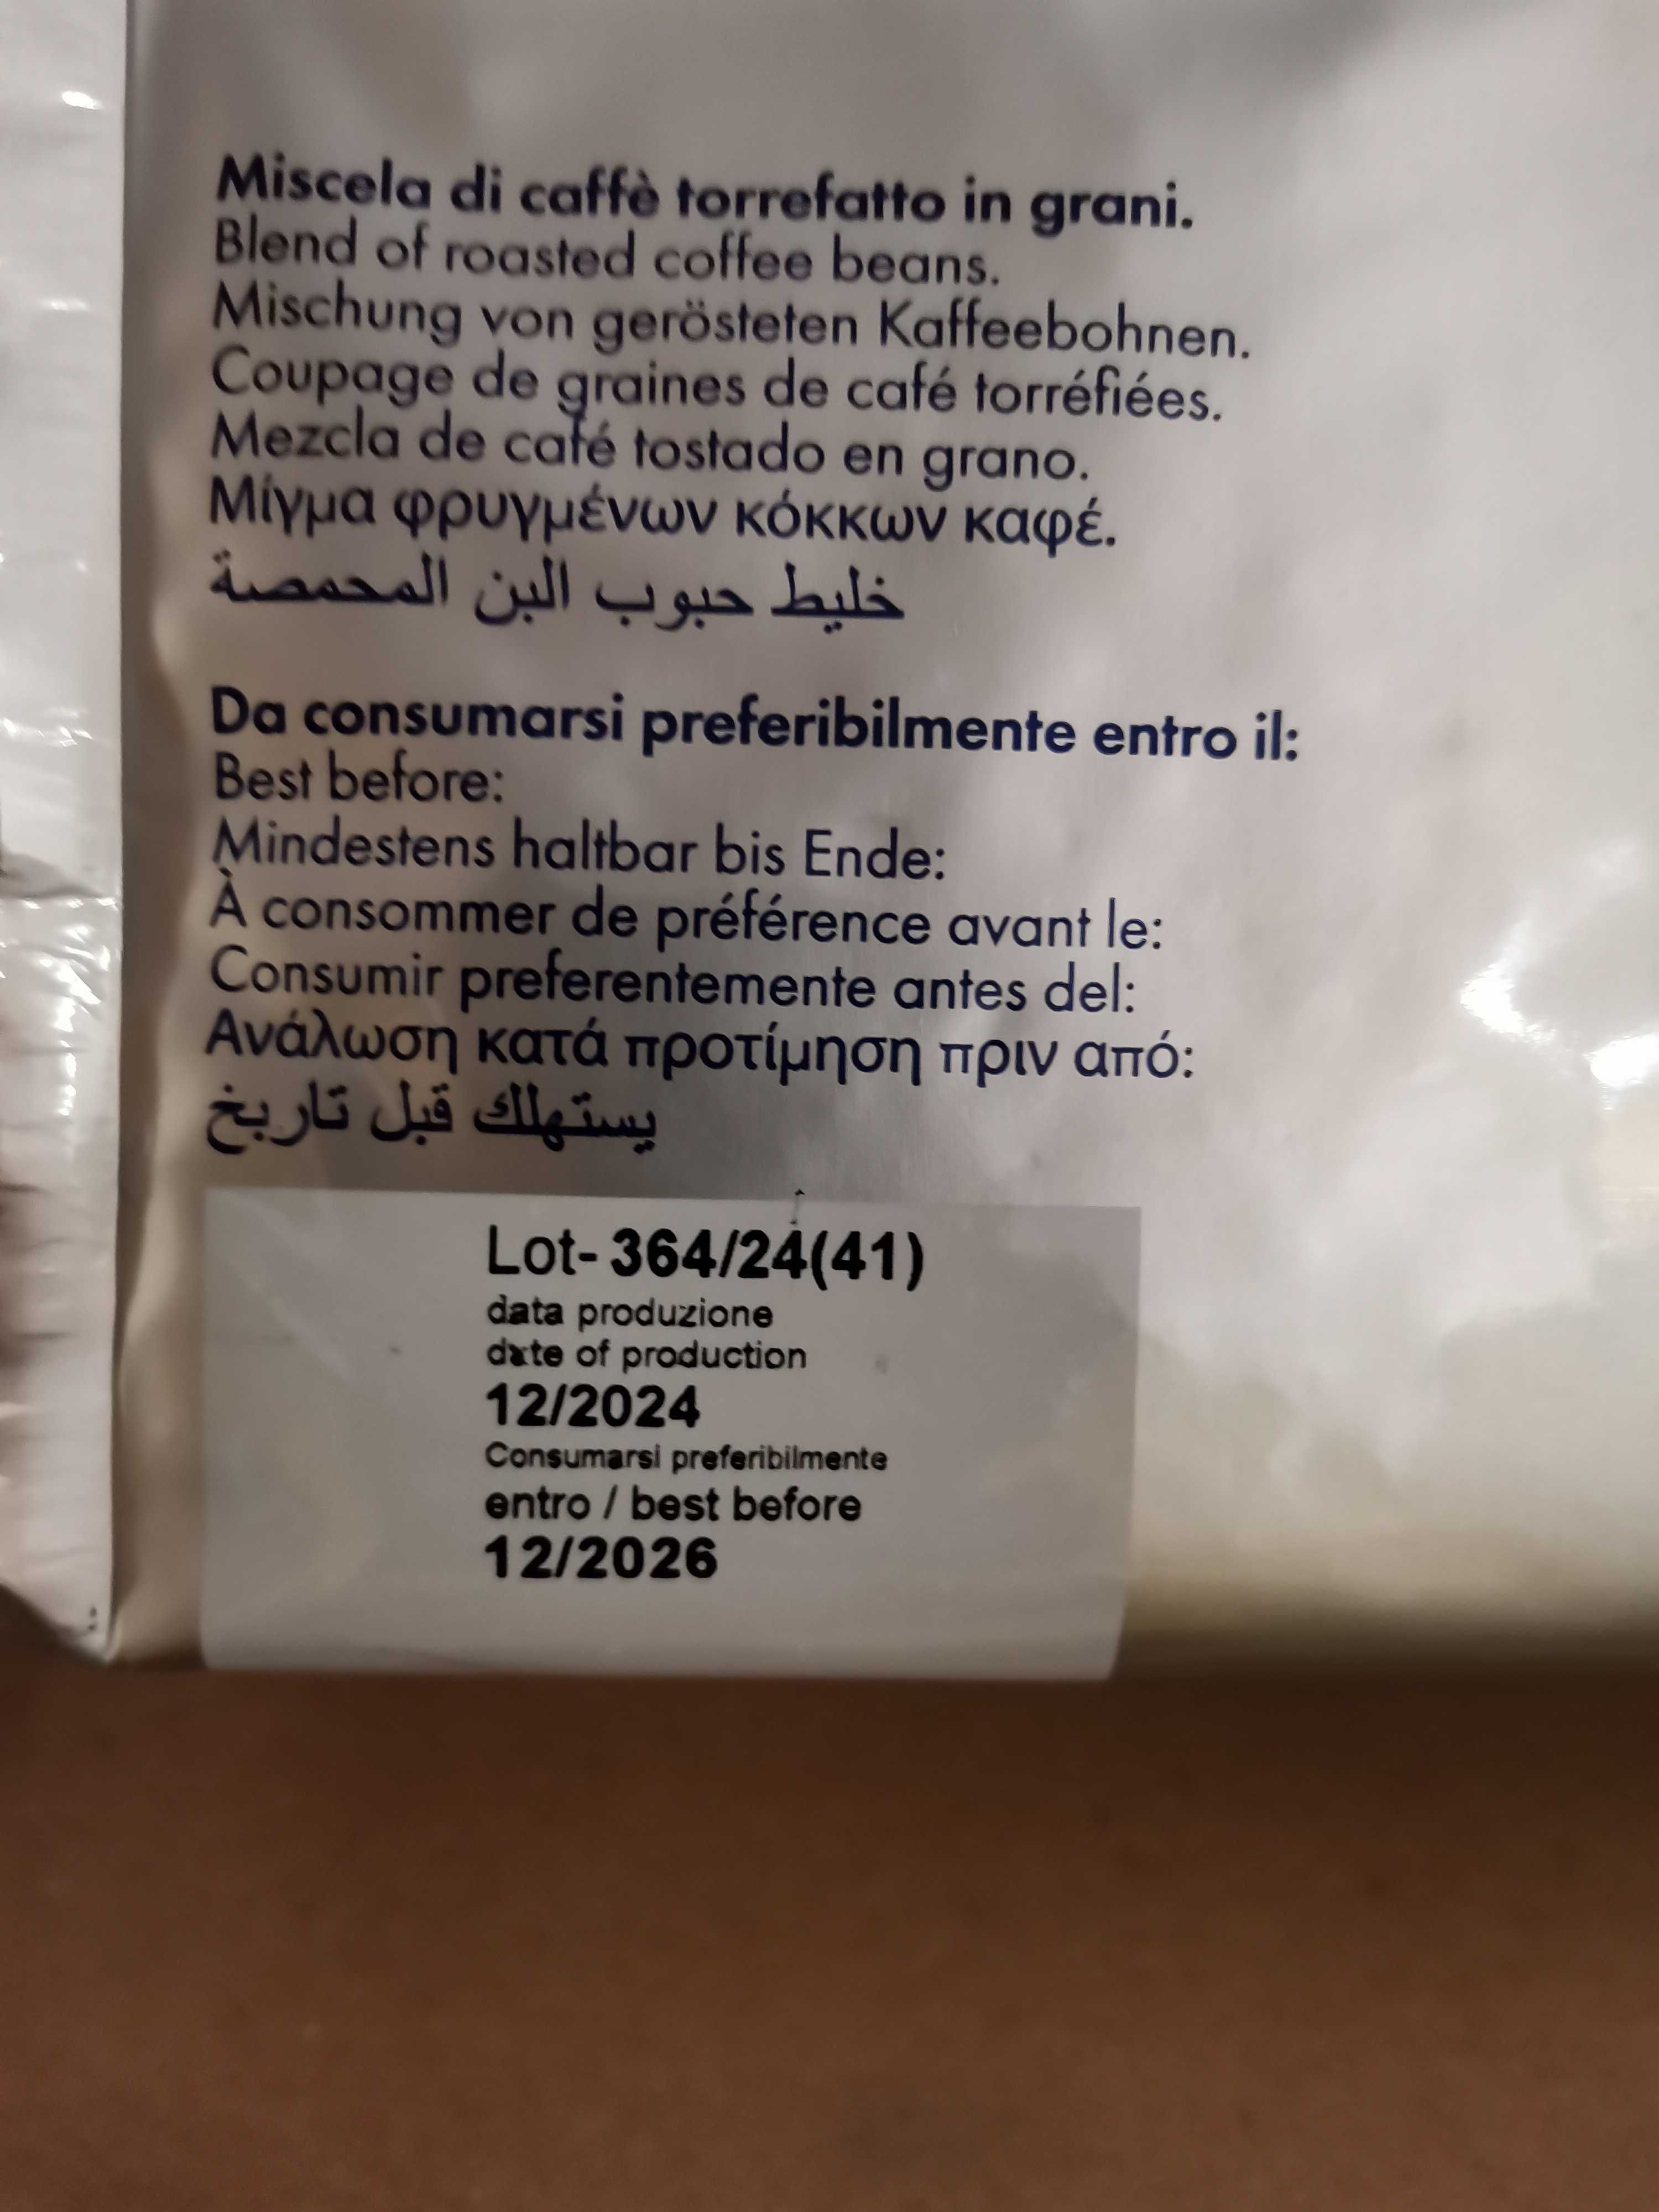 Miscela di caffè torrefatto in grani.
Blend of roasted coffee beans.
Mischung von gerösteten Kaffeebohnen.
Coupage de graines de café torréfiées.
Mezcla de café tostado en grano.
Μίγμα φρυγμένων κόκκων καφέ.
خليط حبوب البن المحمصة
Da consumarsi preferibilmente entro il:
Best before:
Mindestens haltbar bis Ende:
À consommer de préférence avant le:
Consumir preferentemente antes del:
Ανάλωση κατά προτίμηση πριν από:
يستهلك قبل تاريخ
Lot- 364/24(41)
data produzione
date of production
12/2024
Consumarsi preferibilmente
entro / best before
12/2026